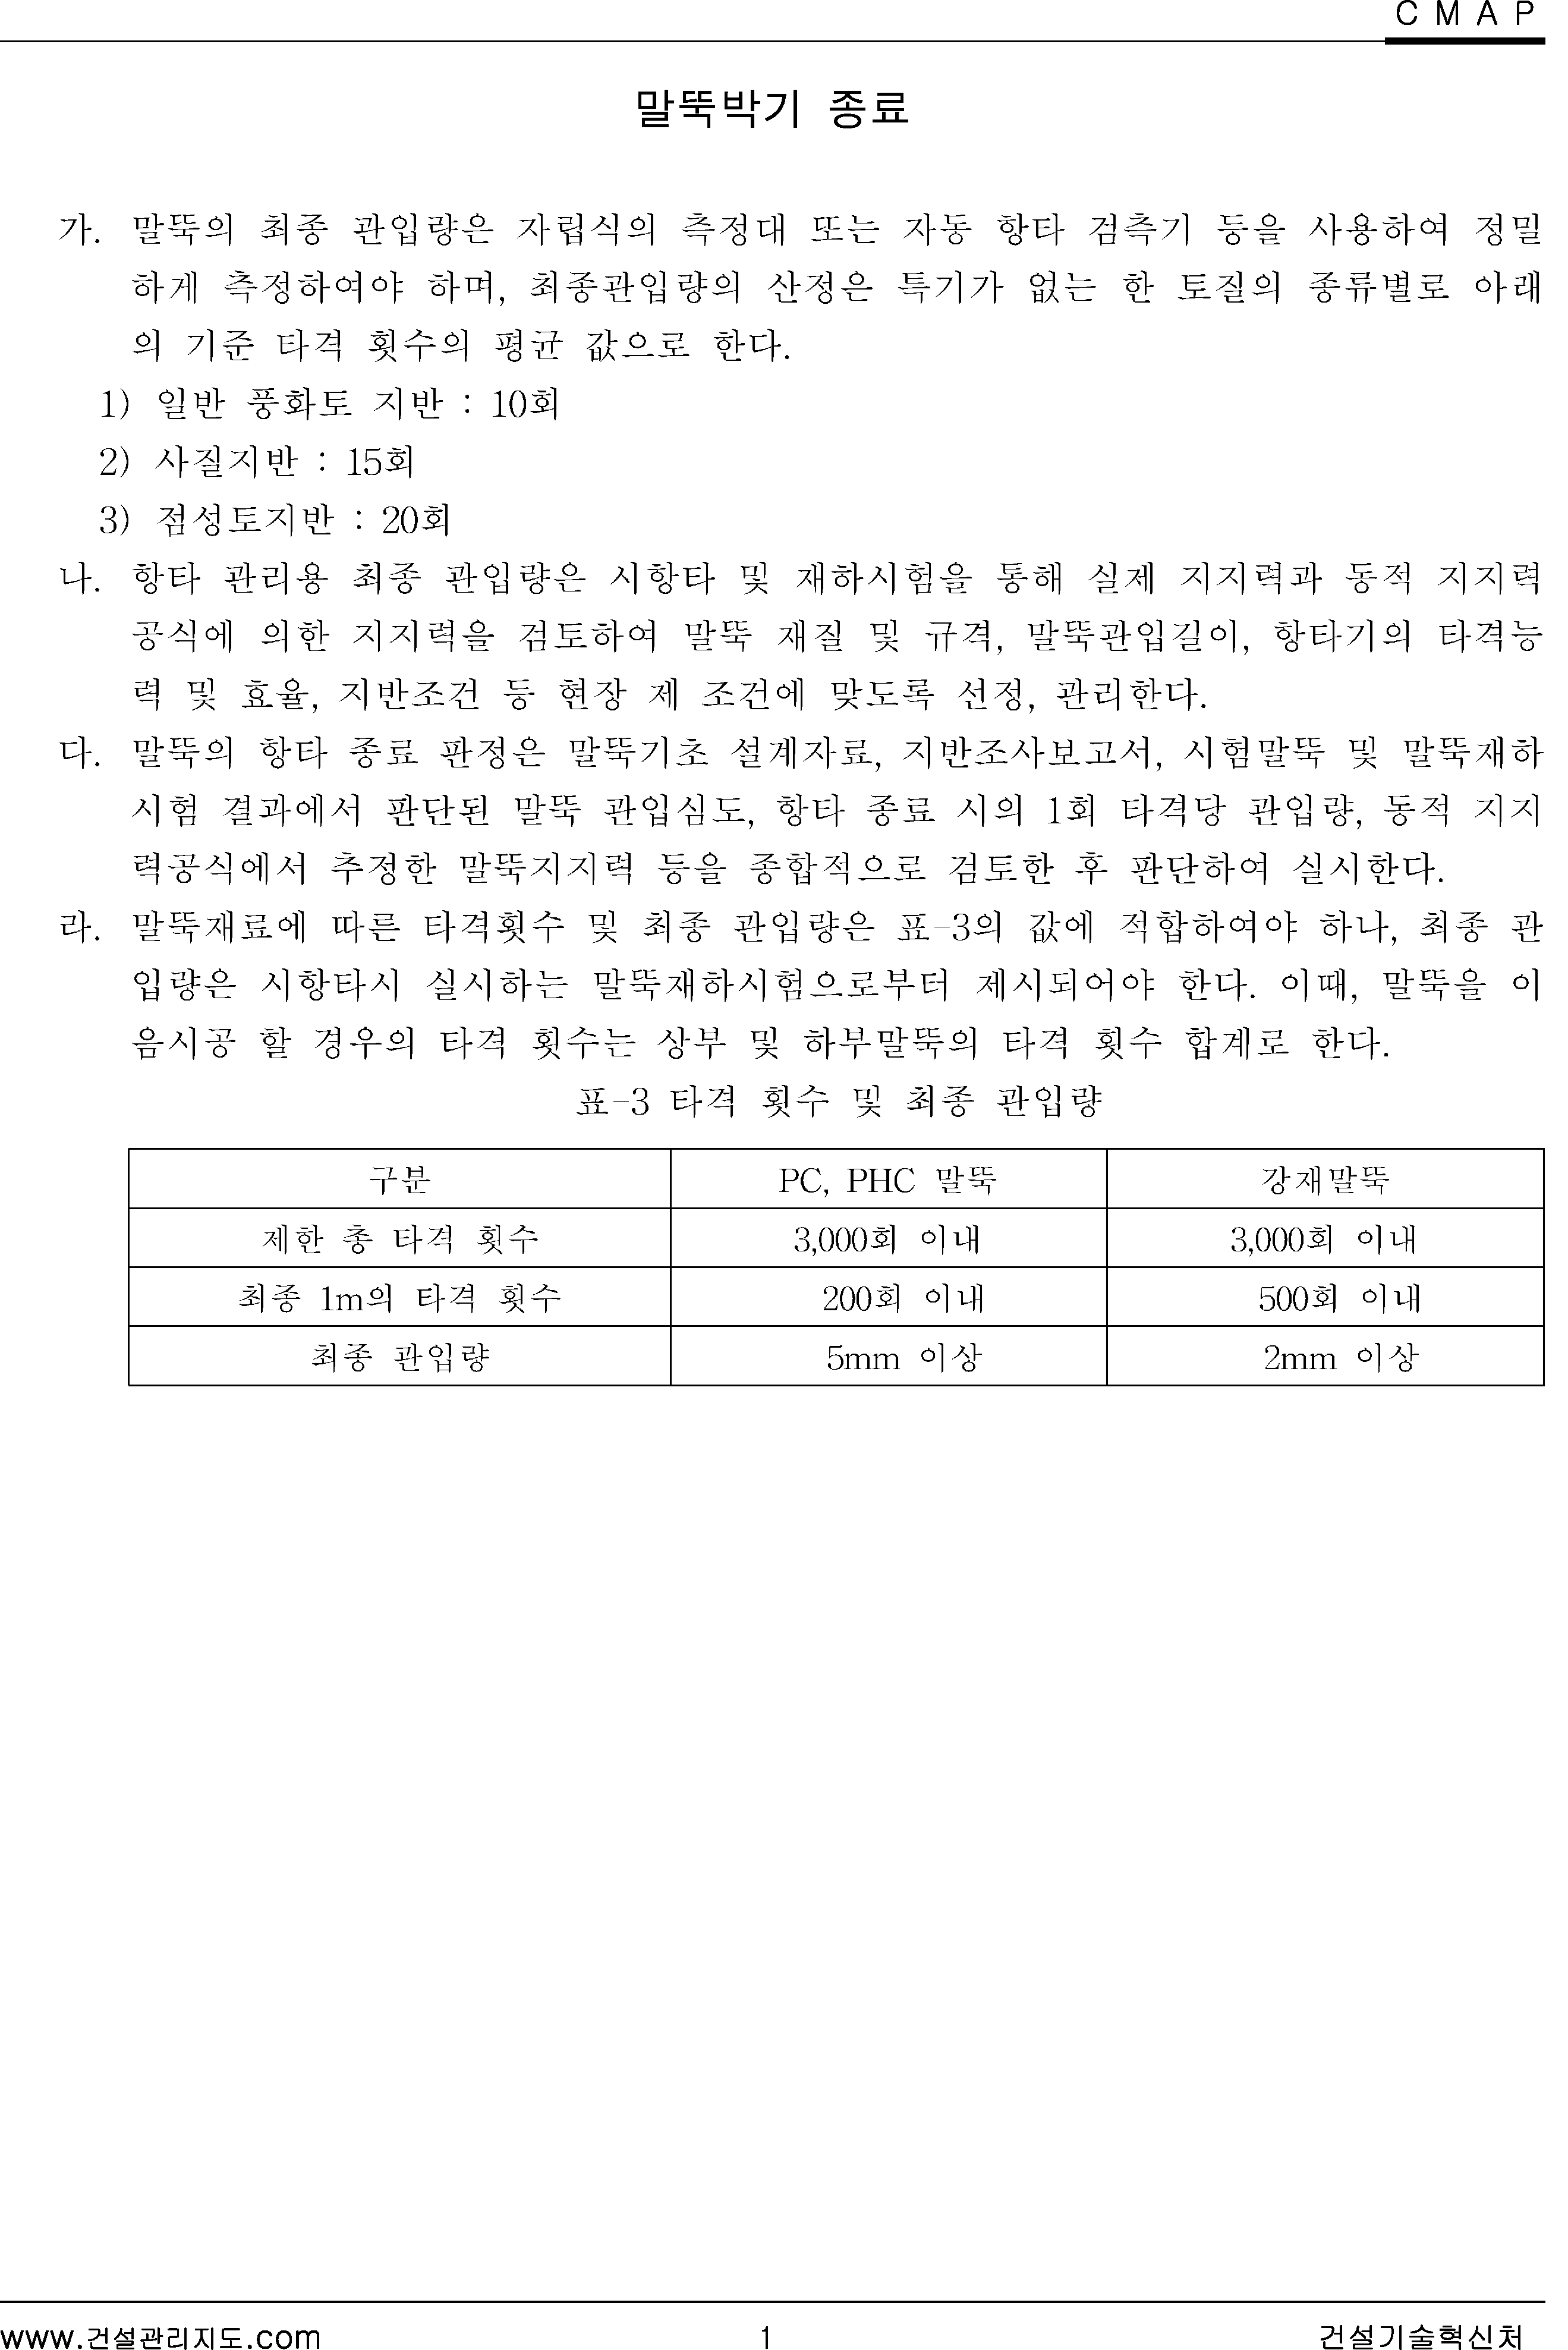 C M A P
말뚝박기 종료
가. 말뚝의 최종 관입량은 자립식의 측정대 또는 자동 항타 검측기 등을 사용하여 정밀
하게 측정하여야 하며, 최종관입량의 산정은 특기가 없는 한 토질의 종류별로 아래
의 기준 타격 횟수의 평균 값으로 한다.
1) 일반 풍화토 지반 : 10회
2) 사질지반 : 15회
3) 점성토지반 : 20회
나. 항타 관리용 최종 관입량은 시항타 및 재하시험을 통해 실제 지지력과 동적 지지력
공식에 의한 지지력을 검토하여 말뚝 재질 및 규격, 말뚝관입길이, 항타기의 타격능
력 및 효율, 지반조건 등 현장 제 조건에 맞도록 선정, 관리한다.
다. 말뚝의 항타 종료 판정은 말뚝기초 설계자료, 지반조사보고서, 시험말뚝 및 말뚝재하
시험 결과에서 판단된 말뚝 관입심도, 항타 종료 시의 1회 타격당 관입량, 동적 지지
력공식에서 추정한 말뚝지지력 등을 종합적으로 검토한 후 판단하여 실시한다.
라. 말뚝재료에 따른 타격횟수 및 최종 관입량은 표-3의 값에 적합하여야 하나, 최종 관
입량은 시항타시 실시하는 말뚝재하시험으로부터 제시되어야 한다. 이때, 말뚝을 이
음시공 할 경우의 타격 횟수는 상부 및 하부말뚝의 타격 횟수 합계로 한다.
표-3 타격 횟수 및 최종 관입량
구분 PC, PHC 말뚝 강재말뚝
제한 총 타격 횟수 3,000회 이내 3,000회 이내
최종 1m의 타격 횟수 200회 이내 500회 이내
최종 관입량 5mm 이상 2mm 이상
www.건설관리지도.com 1 건설기술혁신처